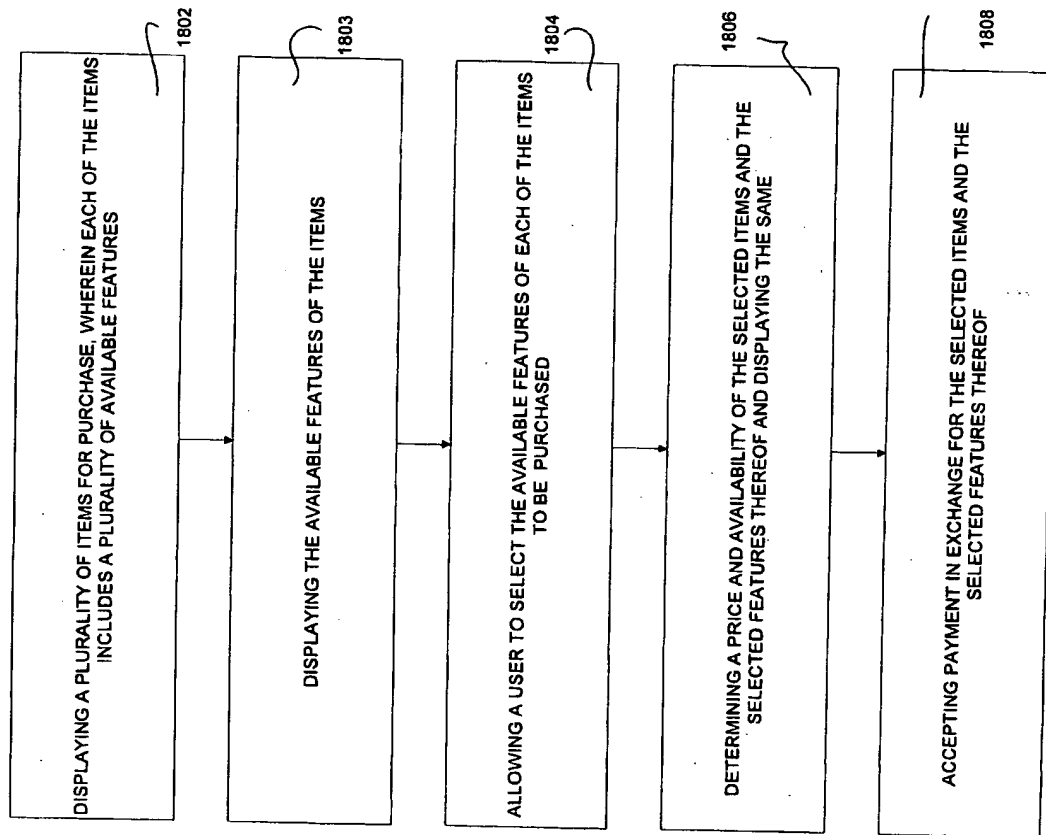 1802
DISPLAYING A PLURALITY OF ITEMS FOR PURCHASE, WHEREIN EACH OF THE ITEMS
INCLUDES A PLURALITY OF AVAILABLE FEATURES
1803
DISPLAYING THE AVAILABLE FEATURES OF THE ITEMS
1804
ALLOWING A USER TO SELECT THE AVAILABLE FEATURES OF EACH OF THE ITEMS
TO BE PURCHASED
1806
DETERMINING A PRICE AND AVAILABILITY OF THE SELECTED ITEMS AND THE
SELECTED FEATURES THEREOF AND DISPLAYING THE SAME
1808
ACCEPTING PAYMENT IN EXCHANGE FOR THE SELECTED ITEMS AND THE
SELECTED FEATURES THEREOF